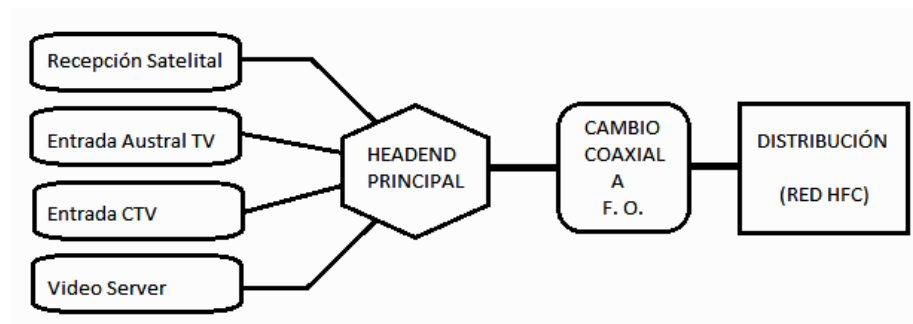 Recepción Satelital
Entrada Austral TV
Entrada CTV
Video Server
HEADEND
PRINCIPAL
CAMBIO
COAXIAL
A
F. O.
DISTRIBUCIÓN
(RED HFC)